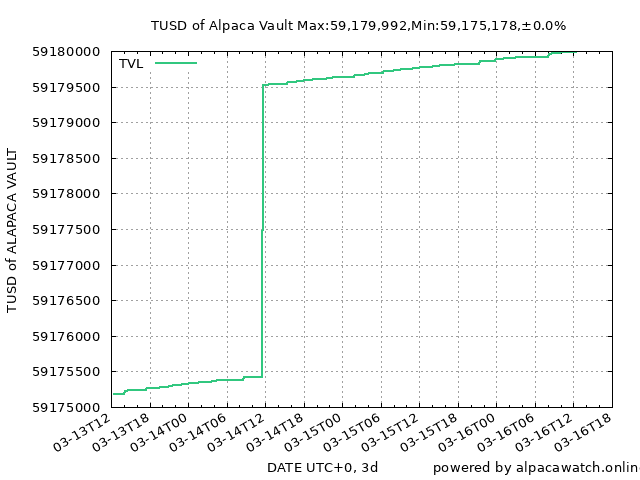 TUSD of Alpaca Vault Max:59,179,992,Min:59,175,178,±0.0%
TVL
59180000
59179500
59179000
59178500
59178000
59177500
59177000
59176500
59176000
59175500
59175000
TUSD of ALAPACA VAULT
03-13T12
03-13T18
03-14T00
03-14T06
03-14T12
03-14T18
03-15T00
03-15T06
03-15T12
03-15T18
03-16T00
03-16T06
03-16T12
03-16T18
DATE UTC+0, 3d
powered by alpacawatch.onlin